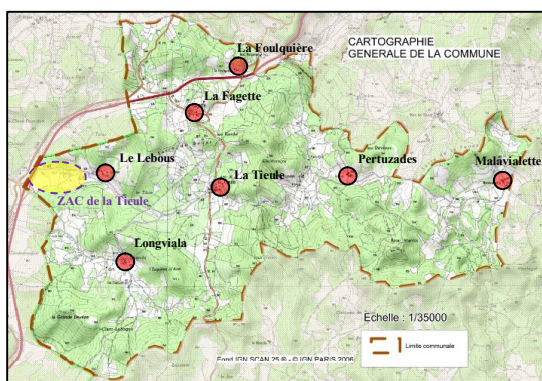 CARTOGRAPHIE
GENERALE DE LA COMMUNE
La Foulquière
La Fagette
Le Lebous
La Tieule
Pertuzades
Malavialette
ZAC de la Tieule
Longviala
Echelle : 1/35000
Limite communale
Fond IGN SCAN 25 ® - © IGN PARIS 2006